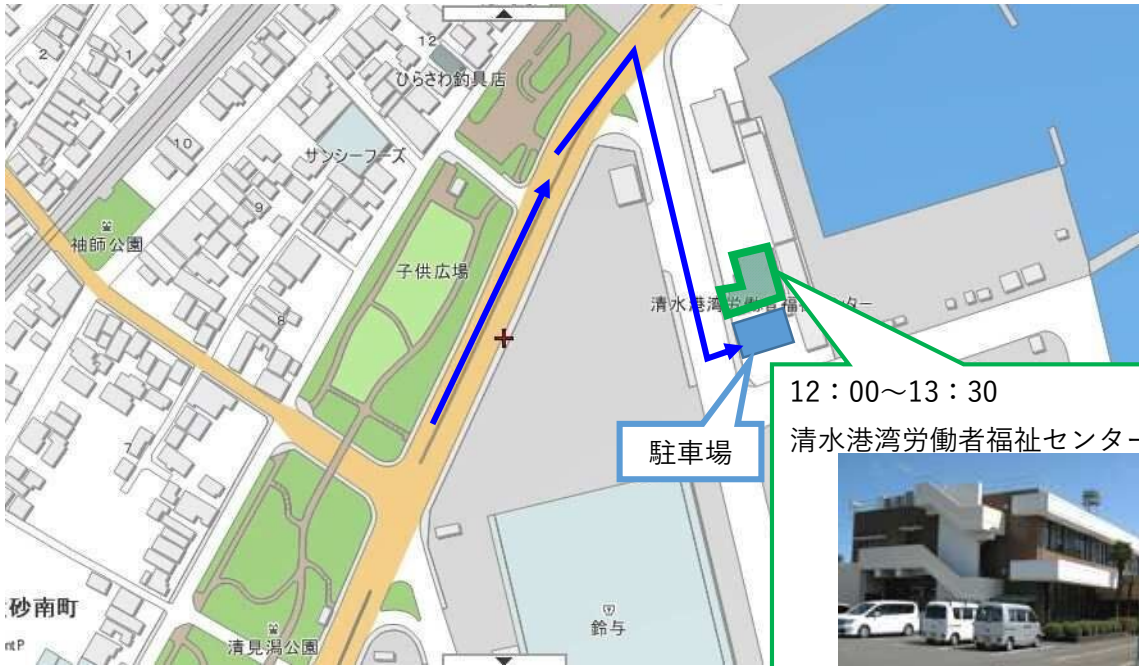 12
2
1
ひらさわ釣具店
10
サンシーフーズ
9
袖師公園
子供広場
8
清水港湾労働者福祉センター
12：00～13：30
清水港湾労働者福祉センター
駐車場
7
砂南町
鈴与
清見潟公園